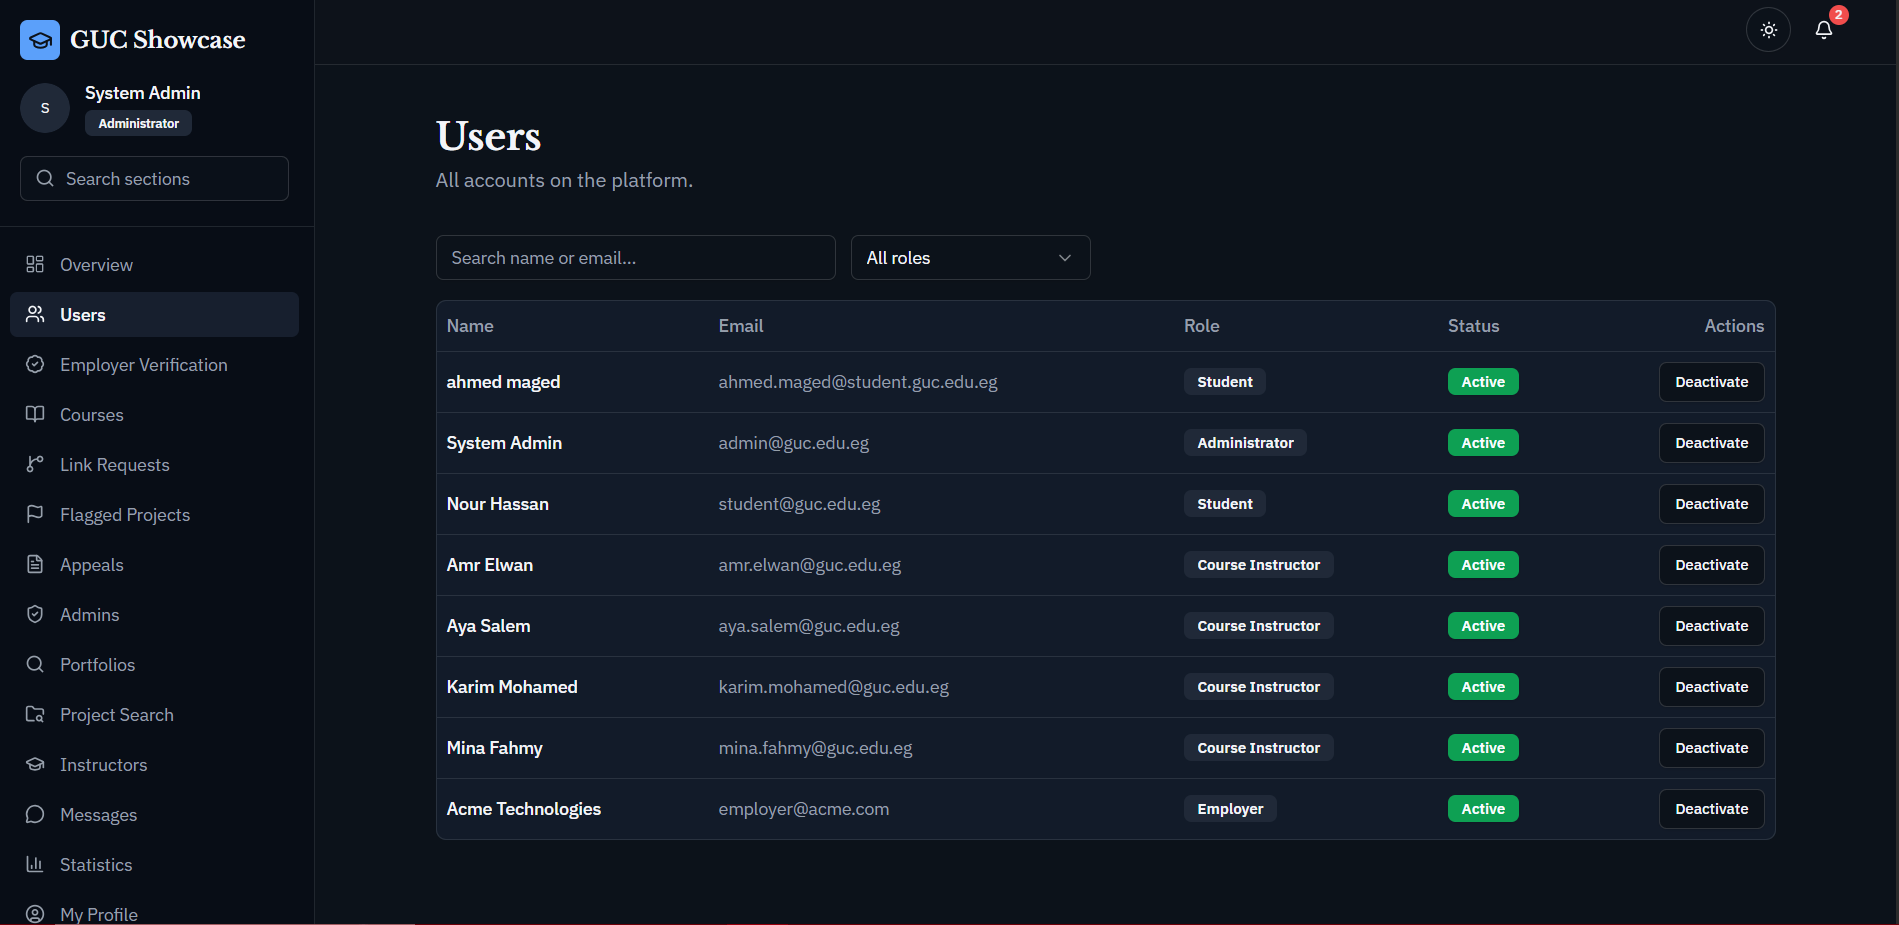 GUC Showcase
S
System Admin
Administrator
Search sections
Overview
Users
Employer Verification
Courses
Link Requests
Flagged Projects
Appeals
Admins
Portfolios
Project Search
Instructors
Messages
Statistics
My Profile
2
Users
All accounts on the platform.
Search name or email...
All roles
Name Email Role Status Actions
ahmed maged ahmed.maged@student.guc.edu.eg Student Active Deactivate
System Admin admin@guc.edu.eg Administrator Active Deactivate
Nour Hassan student@guc.edu.eg Student Active Deactivate
Amr Elwan amr.elwan@guc.edu.eg Course Instructor Active Deactivate
Aya Salem aya.salem@guc.edu.eg Course Instructor Active Deactivate
Karim Mohamed karim.mohamed@guc.edu.eg Course Instructor Active Deactivate
Mina Fahmy mina.fahmy@guc.edu.eg Course Instructor Active Deactivate
Acme Technologies employer@acme.com Employer Active Deactivate